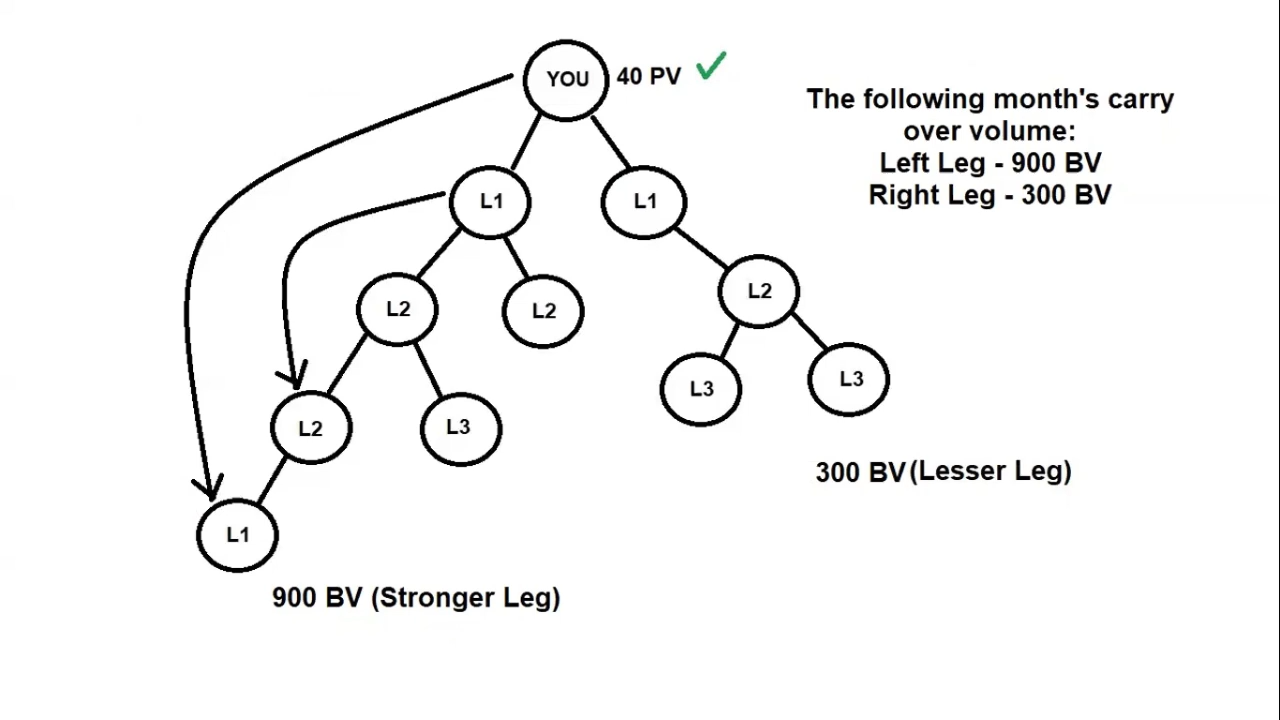 YOU
40 PV
The following month's carry
over volume:
Left Leg - 900 BV
Right Leg - 300 BV
L1
L1
L2
L2
L2
L3
L3
L2
L3
300 BV(Lesser Leg)
L1
900 BV (Stronger Leg)